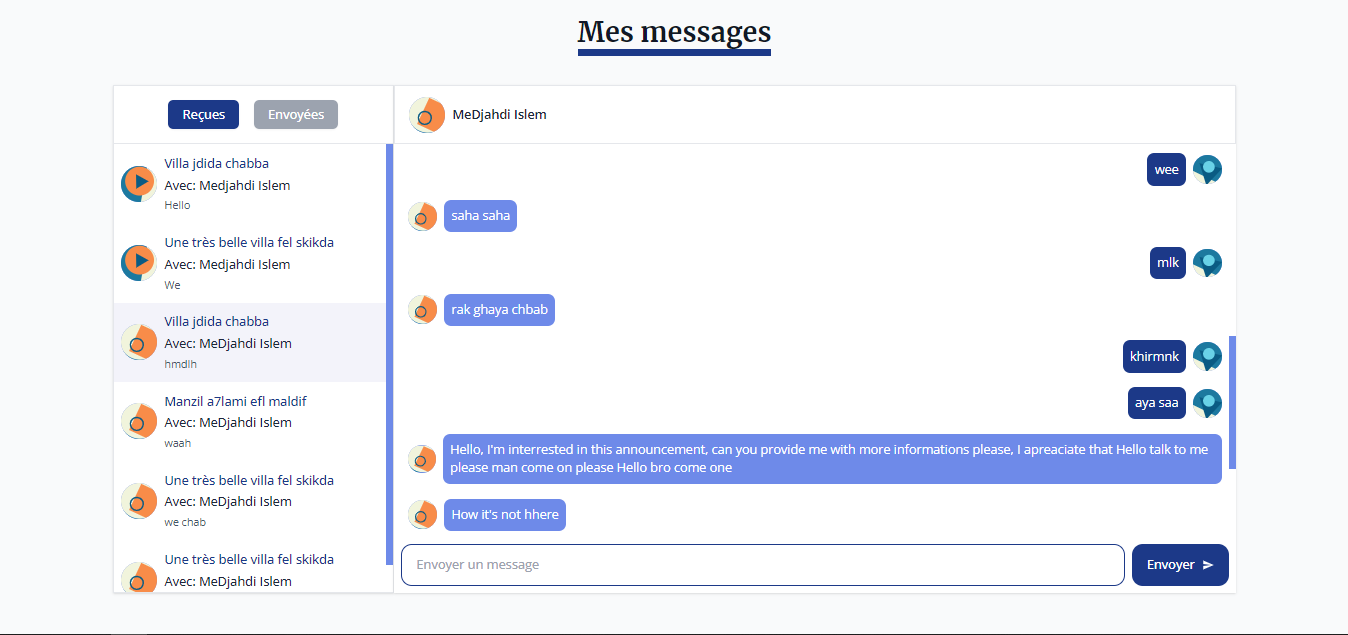 Mes messages
Reçues
Envoyées
Villa jdida chabba
Avec: Medjahdi Islem
Hello
Une très belle villa fel skikda
Avec: Medjahdi Islem
We
Villa jdida chabba
Avec: MeDjahdi Islem
hmdlh
Manzil a7lami efl maldif
Avec: MeDjahdi Islem
waah
Une très belle villa fel skikda
Avec: MeDjahdi Islem
we chab
Une très belle villa fel skikda
Avec: MeDjahdi Islem
MeDjahdi Islem
wee
saha saha
mlk
rak ghaya chbab
khirmnk
aya saa
Hello, I'm interrested in this announcement, can you provide me with more informations please, I apreaciate that Hello talk to me
please man come on please Hello bro come one
How it's not hhere
Envoyer un message
Envoyer